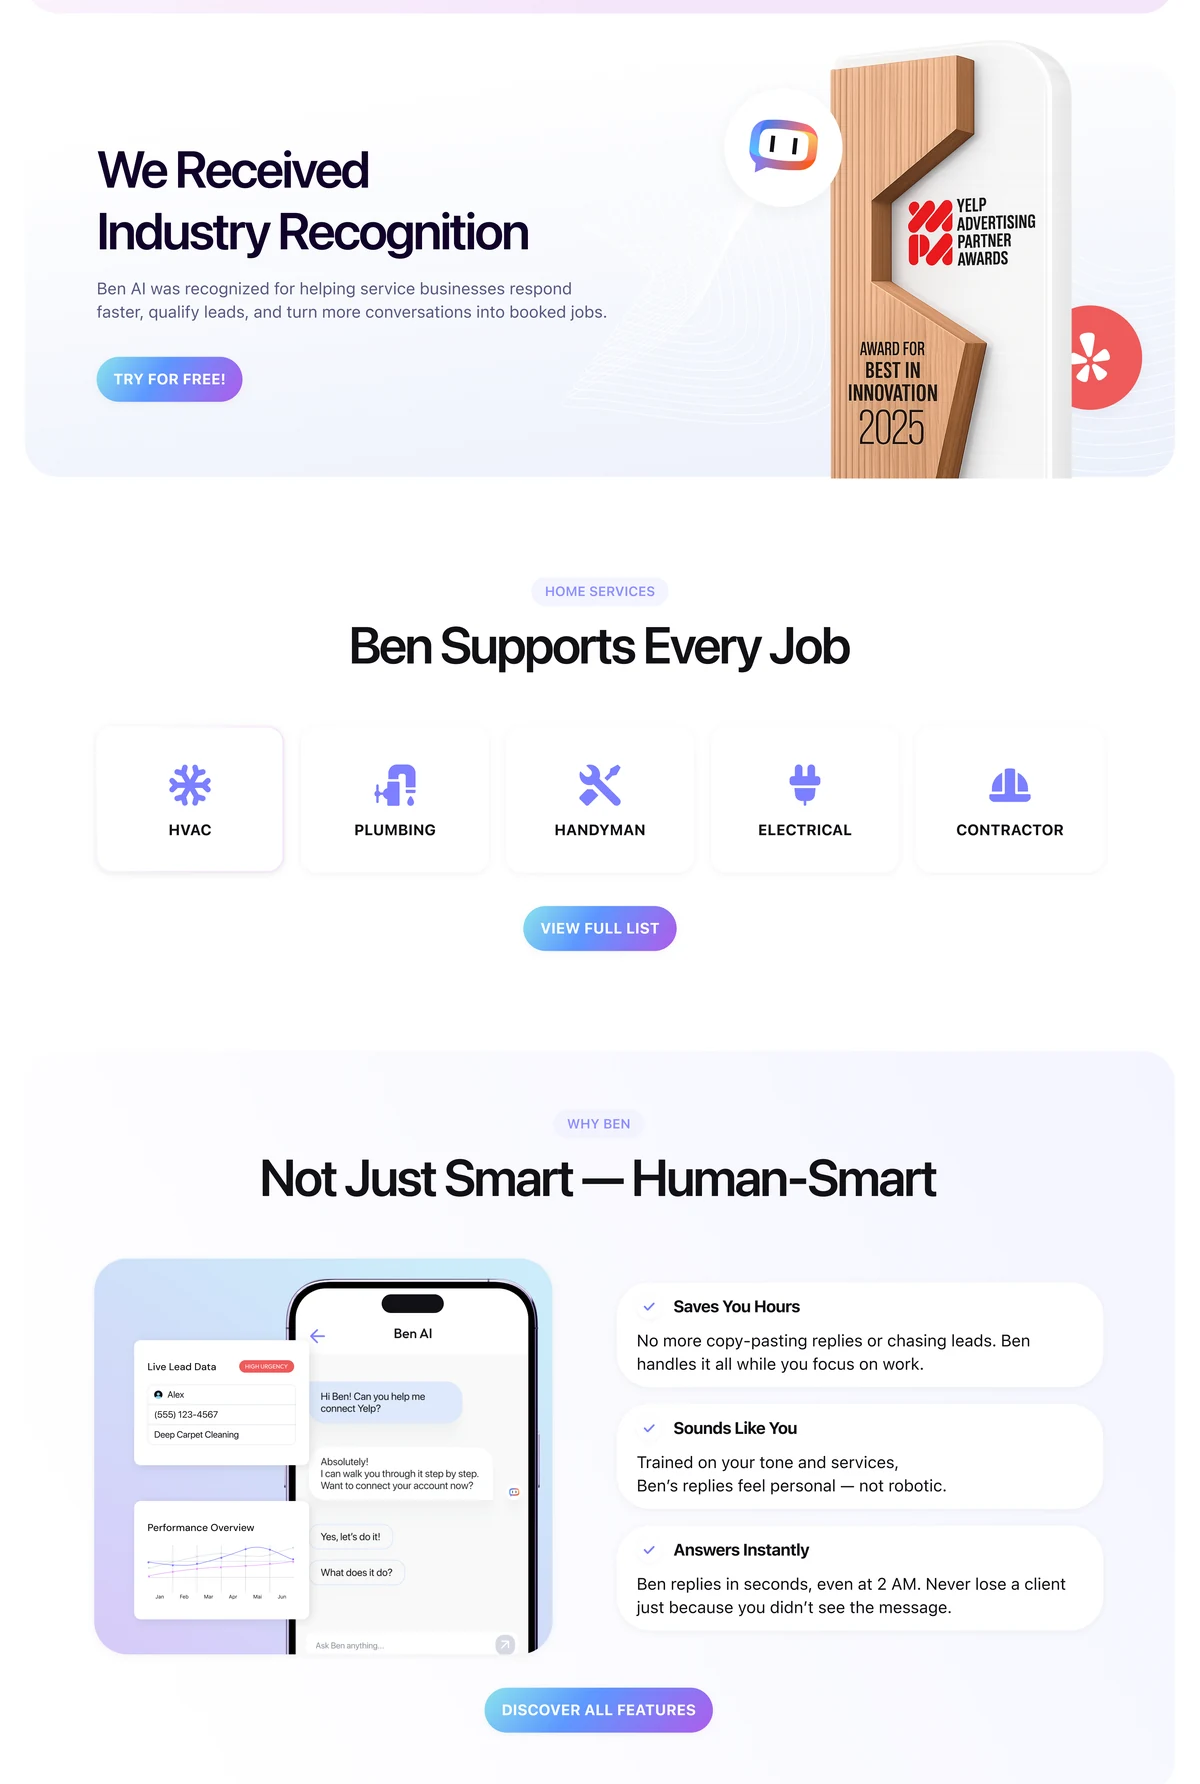 We Received
Industry Recognition
Ben AI was recognized for helping service businesses respond
faster, qualify leads, and turn more conversations into booked jobs.
TRY FOR FREE!
YELP
ADVERTISING
PARTNER
AWARDS
AWARD FOR
BEST IN
INNOVATION
2025
HOME SERVICES
Ben Supports Every Job
HVAC
PLUMBING
HANDYMAN
ELECTRICAL
CONTRACTOR
VIEW FULL LIST
WHY BEN
Not Just Smart — Human-Smart
Ben AI
Live Lead Data
HIGH URGENCY
Alex
(555) 123-4567
Deep Carpet Cleaning
Hi Ben! Can you help me
connect Yelp?
Absolutely!
I can walk you through it step by step.
Want to connect your account now?
Performance Overview
Jan Feb Mar Apr Mai Jun
Yes, let's do it!
What does it do?
Ask Ben anything...
Saves You Hours
No more copy-pasting replies or chasing leads. Ben
handles it all while you focus on work.
Sounds Like You
Trained on your tone and services,
Ben's replies feel personal — not robotic.
Answers Instantly
Ben replies in seconds, even at 2 AM. Never lose a client
just because you didn't see the message.
DISCOVER ALL FEATURES